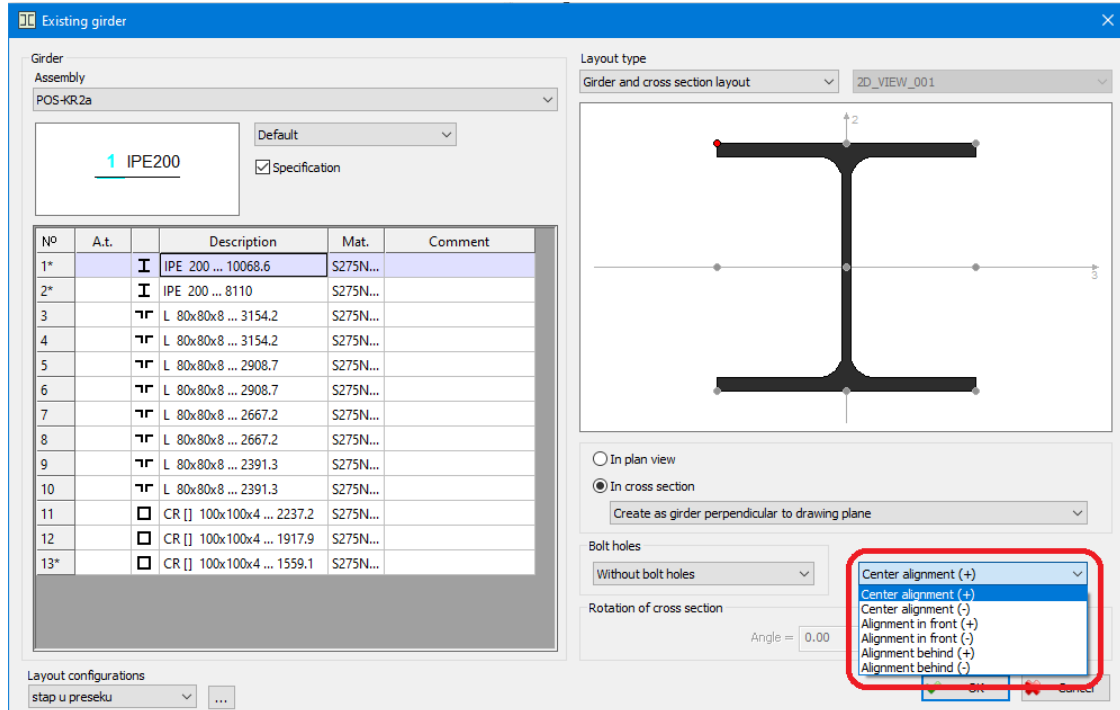 Existing girder
Girder
Assembly
POS-KR2a
1 IPE200
Default
Specification
Nº A.t. Description Mat. Comment
1* IPE 200 ... 10068.6 S275N...
2* IPE 200 ... 8110 S275N...
3 L 80x80x8 ... 3154.2 S275N...
4 L 80x80x8 ... 3154.2 S275N...
5 L 80x80x8 ... 2908.7 S275N...
6 L 80x80x8 ... 2908.7 S275N...
7 L 80x80x8 ... 2667.2 S275N...
8 L 80x80x8 ... 2667.2 S275N...
9 L 80x80x8 ... 2391.3 S275N...
10 L 80x80x8 ... 2391.3 S275N...
11 CR [] 100x100x4 ... 2237.2 S275N...
12 CR [] 100x100x4 ... 1917.9 S275N...
13* CR [] 100x100x4 ... 1559.1 S275N...
Layout configurations
stap u preseku ...
Layout type
Girder and cross section layout 2D_VIEW_001
2
3
In plan view
In cross section
Create as girder perpendicular to drawing plane
Bolt holes
Without bolt holes
Center alignment (+)
Center alignment (+)
Center alignment (-)
Alignment in front (+)
Alignment in front (-)
Alignment behind (+)
Alignment behind (-)
Rotation of cross section
Angle = 0.00
OK Cancel